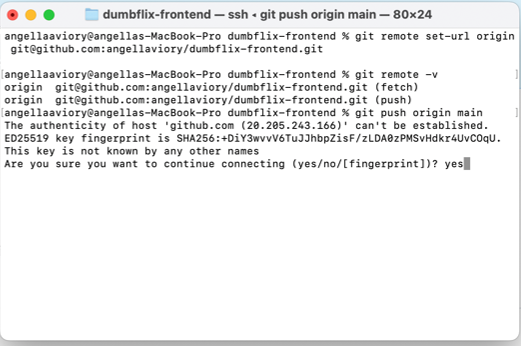 dumbflix-frontend — ssh ◂ git push origin main — 80×24
angellaaviory@angellas-MacBook-Pro dumbflix-frontend % git remote set-url origin
git@github.com:angellaviory/dumbflix-frontend.git
[angellaaviory@angellas-MacBook-Pro dumbflix-frontend % git remote -v ]
origin  git@github.com:angellaviory/dumbflix-frontend.git (fetch)
origin  git@github.com:angellaviory/dumbflix-frontend.git (push)
[angellaaviory@angellas-MacBook-Pro dumbflix-frontend % git push origin main ]
The authenticity of host 'github.com (20.205.243.166)' can't be established.
ED25519 key fingerprint is SHA256:+DiY3wvvV6TuJJhbpZisF/zLDA0zPMSvHdkr4UvCOqU.
This key is not known by any other names
Are you sure you want to continue connecting (yes/no/[fingerprint])? yes